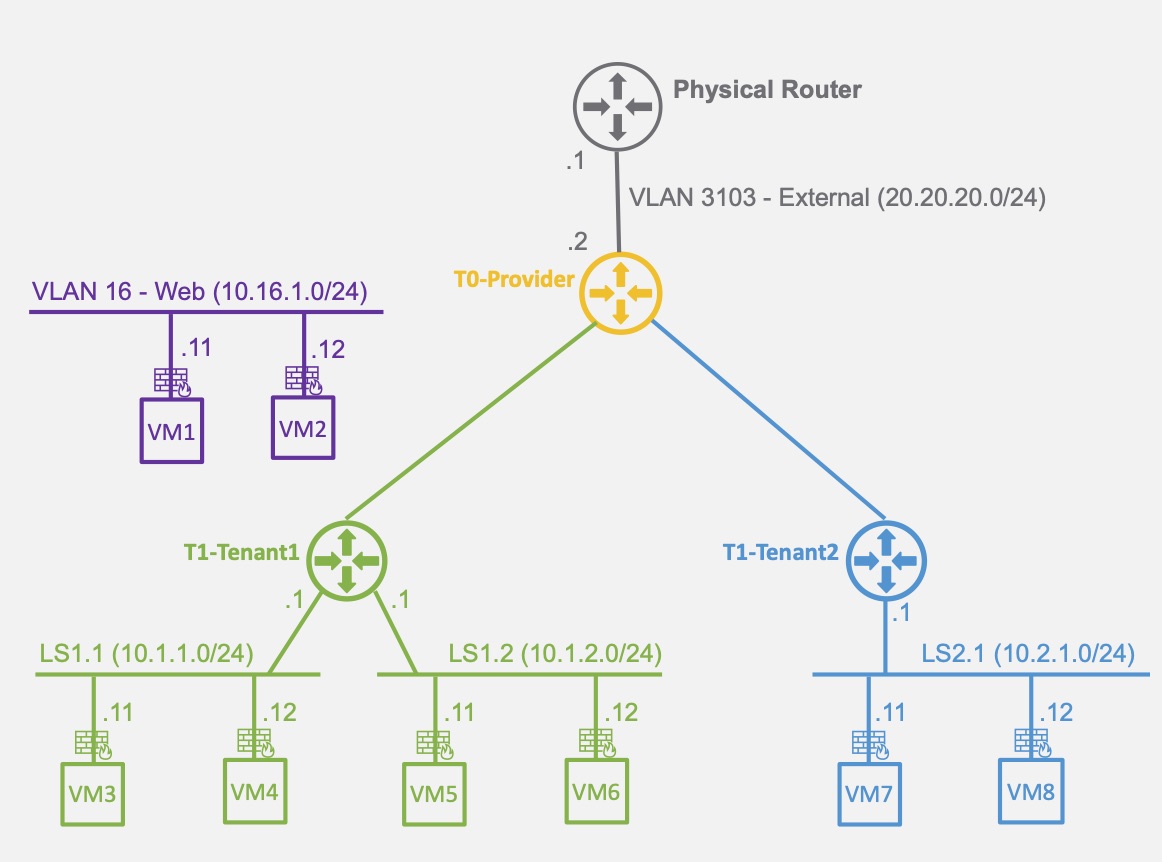 Physical Router
.1
VLAN 3103 - External (20.20.20.0/24)
.2
T0-Provider
VLAN 16 - Web (10.16.1.0/24)
.11
.12
VM1
VM2
T1-Tenant1
T1-Tenant2
.1
.1
.1
LS1.1 (10.1.1.0/24)
LS1.2 (10.1.2.0/24)
LS2.1 (10.2.1.0/24)
.11
.12
.11
.12
.11
.12
VM3
VM4
VM5
VM6
VM7
VM8